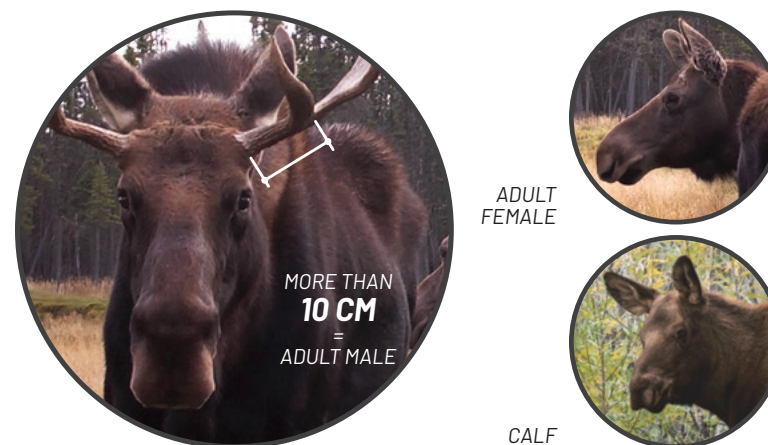 MORE THAN
10 CM
=
ADULT MALE
ADULT
FEMALE
CALF